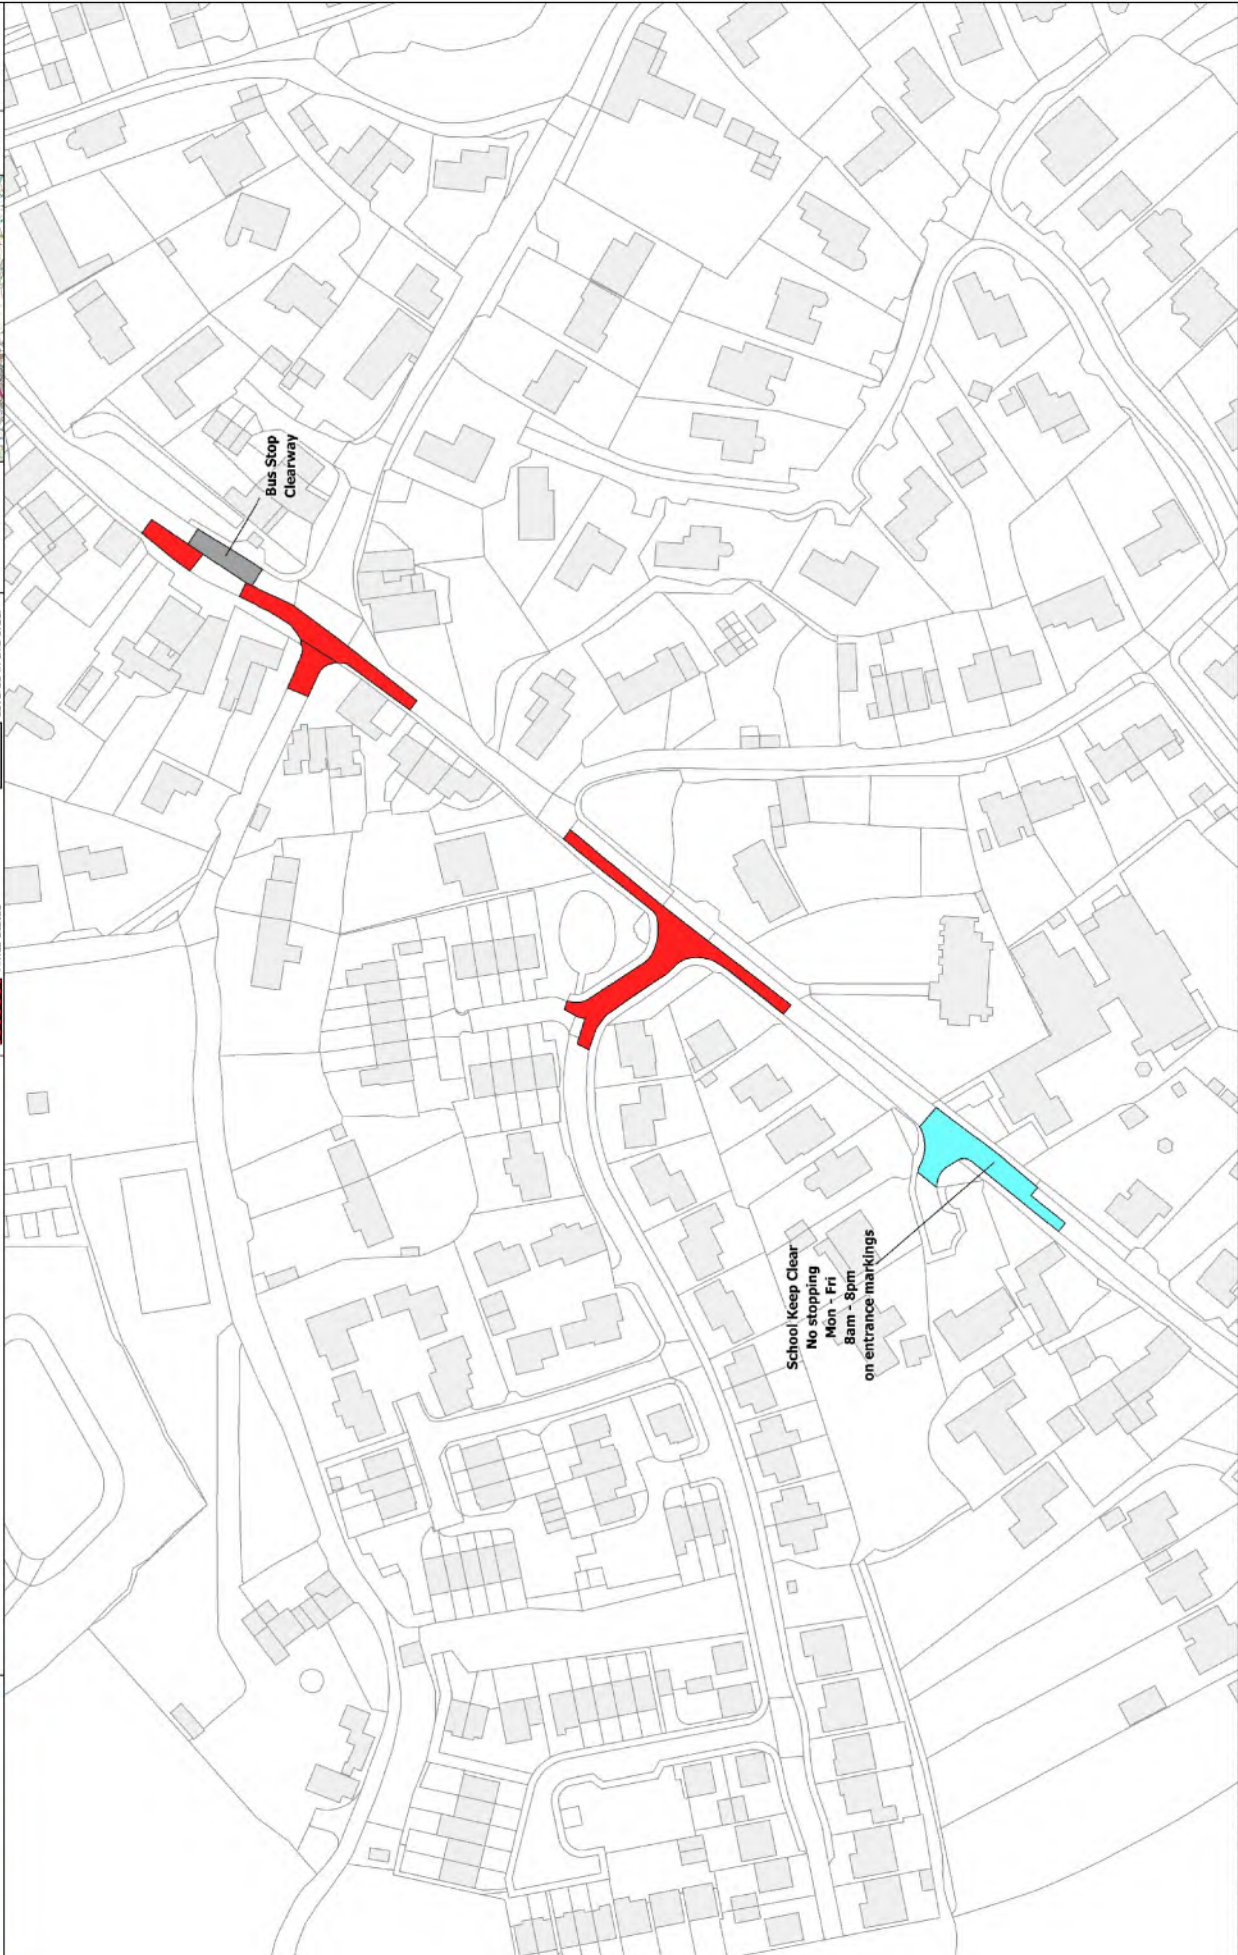 Bus Stop
Clearway
School Keep Clear
No stopping
Mon - Fri
8am - 8pm
on entrance markings